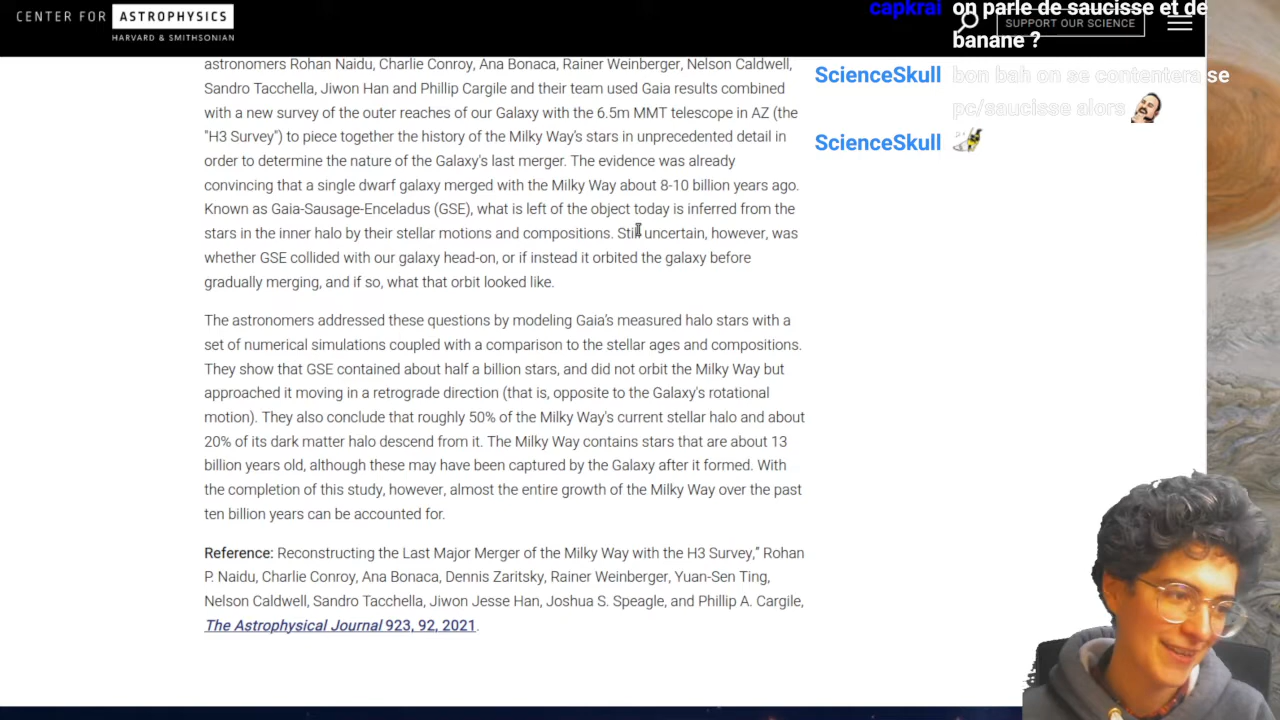 CENTER FOR ASTROPHYSICS
HARVARD & SMITHSONIAN
SUPPORT OUR SCIENCE
capkrai on parle de saucisse et de
banane ?
ScienceSkull bon bah on se contentera se
pc/saucisse alors
ScienceSkull
astronomers Rohan Naidu, Charlie Conroy, Ana Bonaca, Rainer Weinberger, Nelson Caldwell,
Sandro Tacchella, Jiwon Han and Phillip Cargile and their team used Gaia results combined
with a new survey of the outer reaches of our Galaxy with the 6.5m MMT telescope in AZ (the
"H3 Survey") to piece together the history of the Milky Way's stars in unprecedented detail in
order to determine the nature of the Galaxy's last merger. The evidence was already
convincing that a single dwarf galaxy merged with the Milky Way about 8-10 billion years ago.
Known as Gaia-Sausage-Enceladus (GSE), what is left of the object today is inferred from the
stars in the inner halo by their stellar motions and compositions. Still uncertain, however, was
whether GSE collided with our galaxy head-on, or if instead it orbited the galaxy before
gradually merging, and if so, what that orbit looked like.
The astronomers addressed these questions by modeling Gaia's measured halo stars with a
set of numerical simulations coupled with a comparison to the stellar ages and compositions.
They show that GSE contained about half a billion stars, and did not orbit the Milky Way but
approached it moving in a retrograde direction (that is, opposite to the Galaxy's rotational
motion). They also conclude that roughly 50% of the Milky Way's current stellar halo and about
20% of its dark matter halo descend from it. The Milky Way contains stars that are about 13
billion years old, although these may have been captured by the Galaxy after it formed. With
the completion of this study, however, almost the entire growth of the Milky Way over the past
ten billion years can be accounted for.
Reference: Reconstructing the Last Major Merger of the Milky Way with the H3 Survey," Rohan
P. Naidu, Charlie Conroy, Ana Bonaca, Dennis Zaritsky, Rainer Weinberger, Yuan-Sen Ting,
Nelson Caldwell, Sandro Tacchella, Jiwon Jesse Han, Joshua S. Speagle, and Phillip A. Cargile,
The Astrophysical Journal 923, 92, 2021.